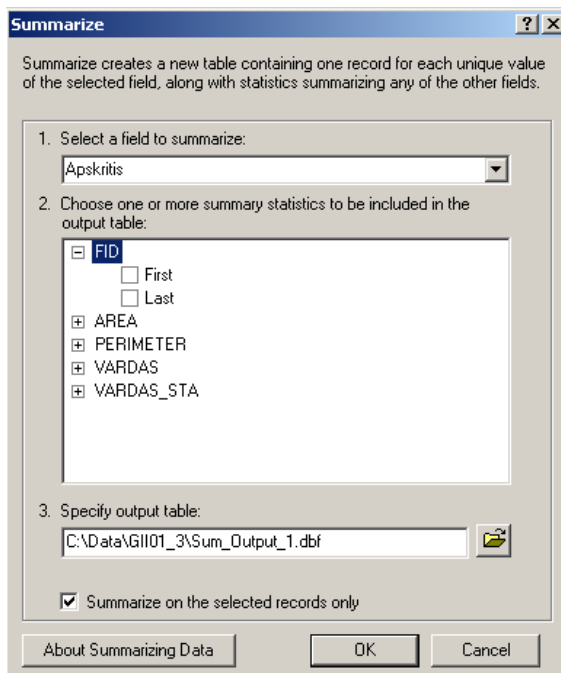 Summarize
Summarize creates a new table containing one record for each unique value
of the selected field, along with statistics summarizing any of the other fields.
1. Select a field to summarize:
Apskritis
2. Choose one or more summary statistics to be included in the
output table:
FID
First
Last
AREA
PERIMETER
VARDAS
VARDAS_STA
3. Specify output table:
C:\Data\GII01_3\Sum_Output_1.dbf
Summarize on the selected records only
About Summarizing Data
OK
Cancel